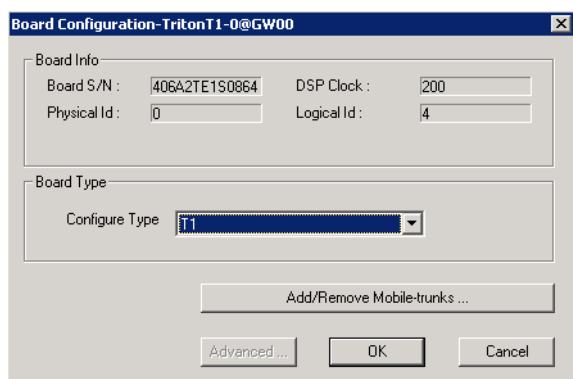 Board Configuration-TritonT1-0@GW00
Board Info
Board S/N : 406A2TE1S0864 DSP Clock : 200
Physical Id : 0 Logical Id : 4
Board Type
Configure Type T1
Add/Remove Mobile-trunks ...
Advanced ... OK Cancel